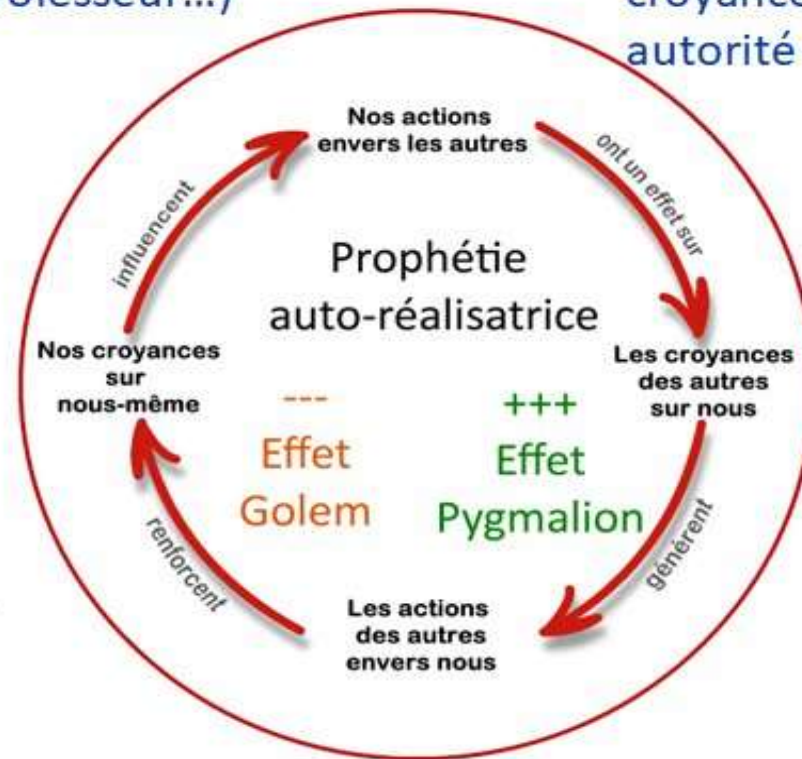 autorité
Nos actions
envers les autres
influencent
ont un effet sur
Prophétie
auto-réalisatrice
Nos croyances
sur
nous-même
Les croyances
des autres
sur nous
---
Effet
Golem
+++
Effet
Pygmalion
renforcent
générent
Les actions
des autres
envers nous